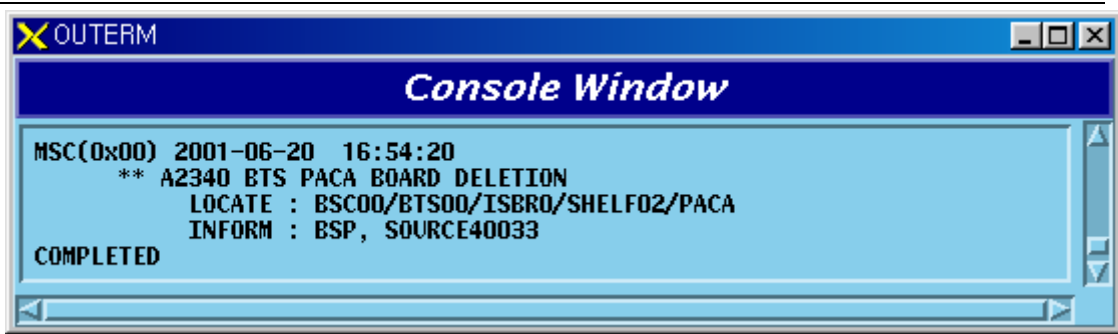 OUTERM
Console Window
MSC(0x00) 2001-06-20 16:54:20
** A2340 BTS PACA BOARD DELETION
LOCATE : BSC00/BTS00/ISBR0/SHELF02/PACA
INFORM : BSP, SOURCE40033
COMPLETED